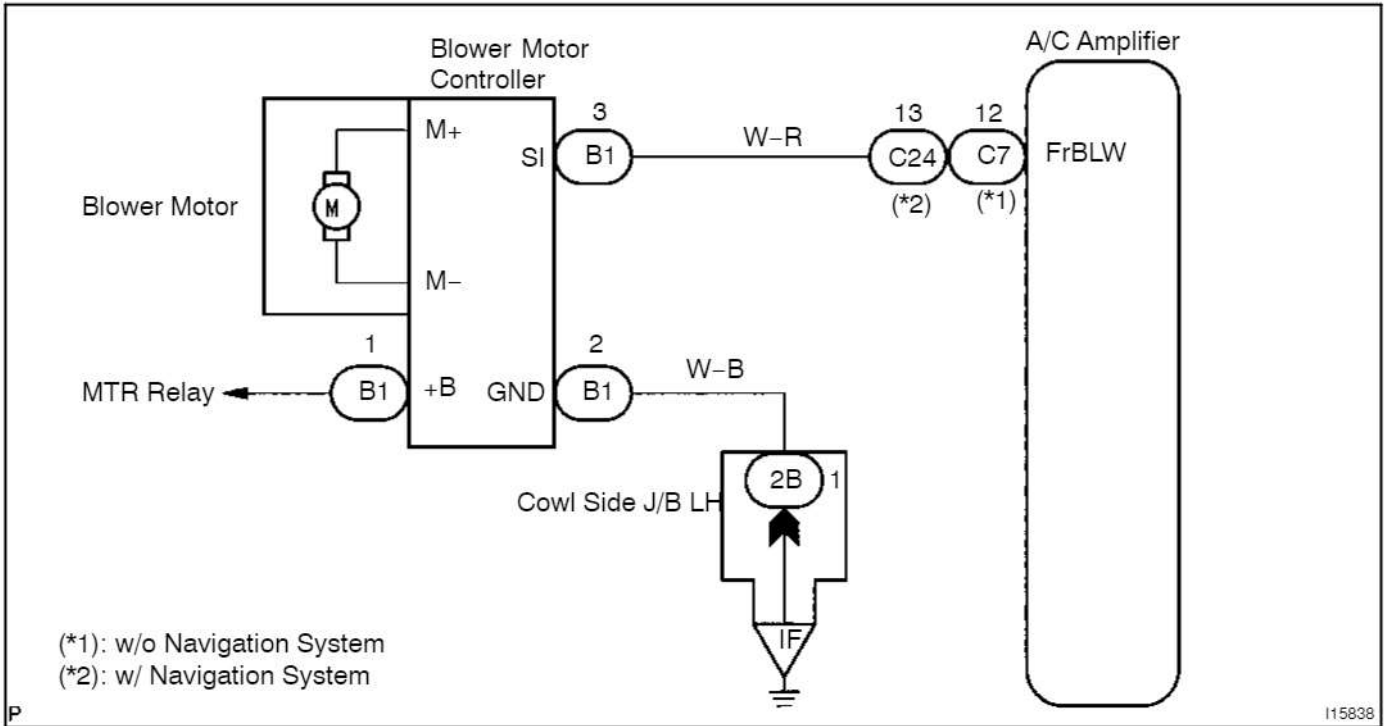 Blower Motor
Controller
A/C Amplifier
M+
3
SI
B1
W-R
13
12
C24
C7
FrBLW
(*2)
(*1)
Blower Motor
M
M-
1
2
MTR Relay
B1
+B
GND
B1
W-B
2B
1
Cowl Side J/B LH
IF
(*1): w/o Navigation System
(*2): w/ Navigation System
P
I15838